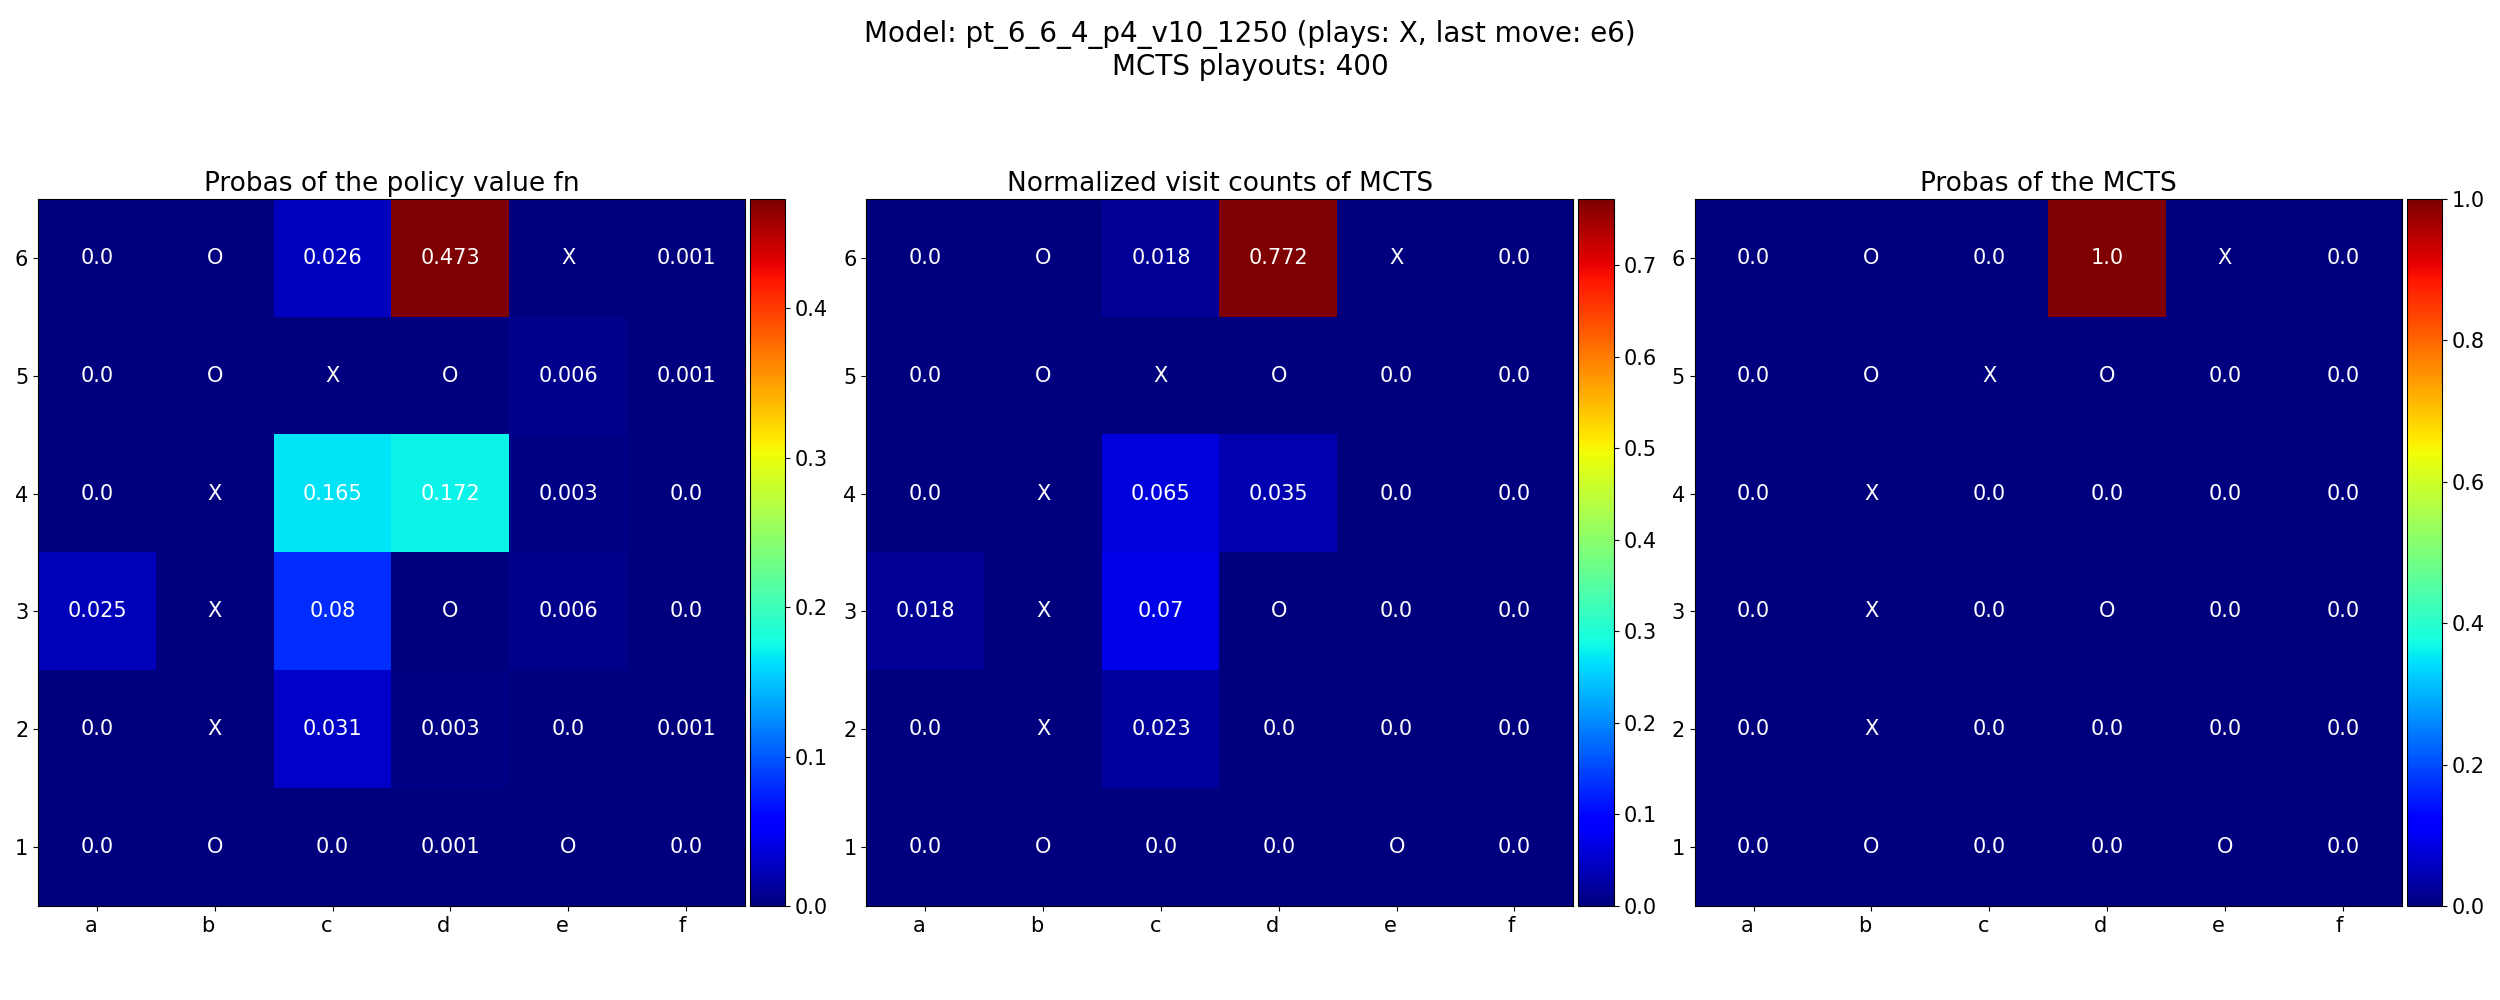 Model: pt_6_6_4_p4_v10_1250 (plays: X, last move: e6)
MCTS playouts: 400
Probas of the policy value fn
6 0.0 O 0.026 0.473 X 0.001
5 0.0 O X O 0.006 0.001
4 0.0 X 0.165 0.172 0.003 0.0
3 0.025 X 0.08 O 0.006 0.0
2 0.0 X 0.031 0.003 0.0 0.001
1 0.0 O 0.0 0.001 O 0.0
a b c d e f
0.4
0.3
0.2
0.1
0.0
Normalized visit counts of MCTS
6 0.0 O 0.018 0.772 X 0.0
5 0.0 O X O 0.0 0.0
4 0.0 X 0.065 0.035 0.0 0.0
3 0.018 X 0.07 O 0.0 0.0
2 0.0 X 0.023 0.0 0.0 0.0
1 0.0 O 0.0 0.0 O 0.0
a b c d e f
0.7
0.6
0.5
0.4
0.3
0.2
0.1
0.0
Probas of the MCTS
6 0.0 O 0.0 1.0 X 0.0
5 0.0 O X O 0.0 0.0
4 0.0 X 0.0 0.0 0.0 0.0
3 0.0 X 0.0 O 0.0 0.0
2 0.0 X 0.0 0.0 0.0 0.0
1 0.0 O 0.0 0.0 O 0.0
a b c d e f
1.0
0.8
0.6
0.4
0.2
0.0